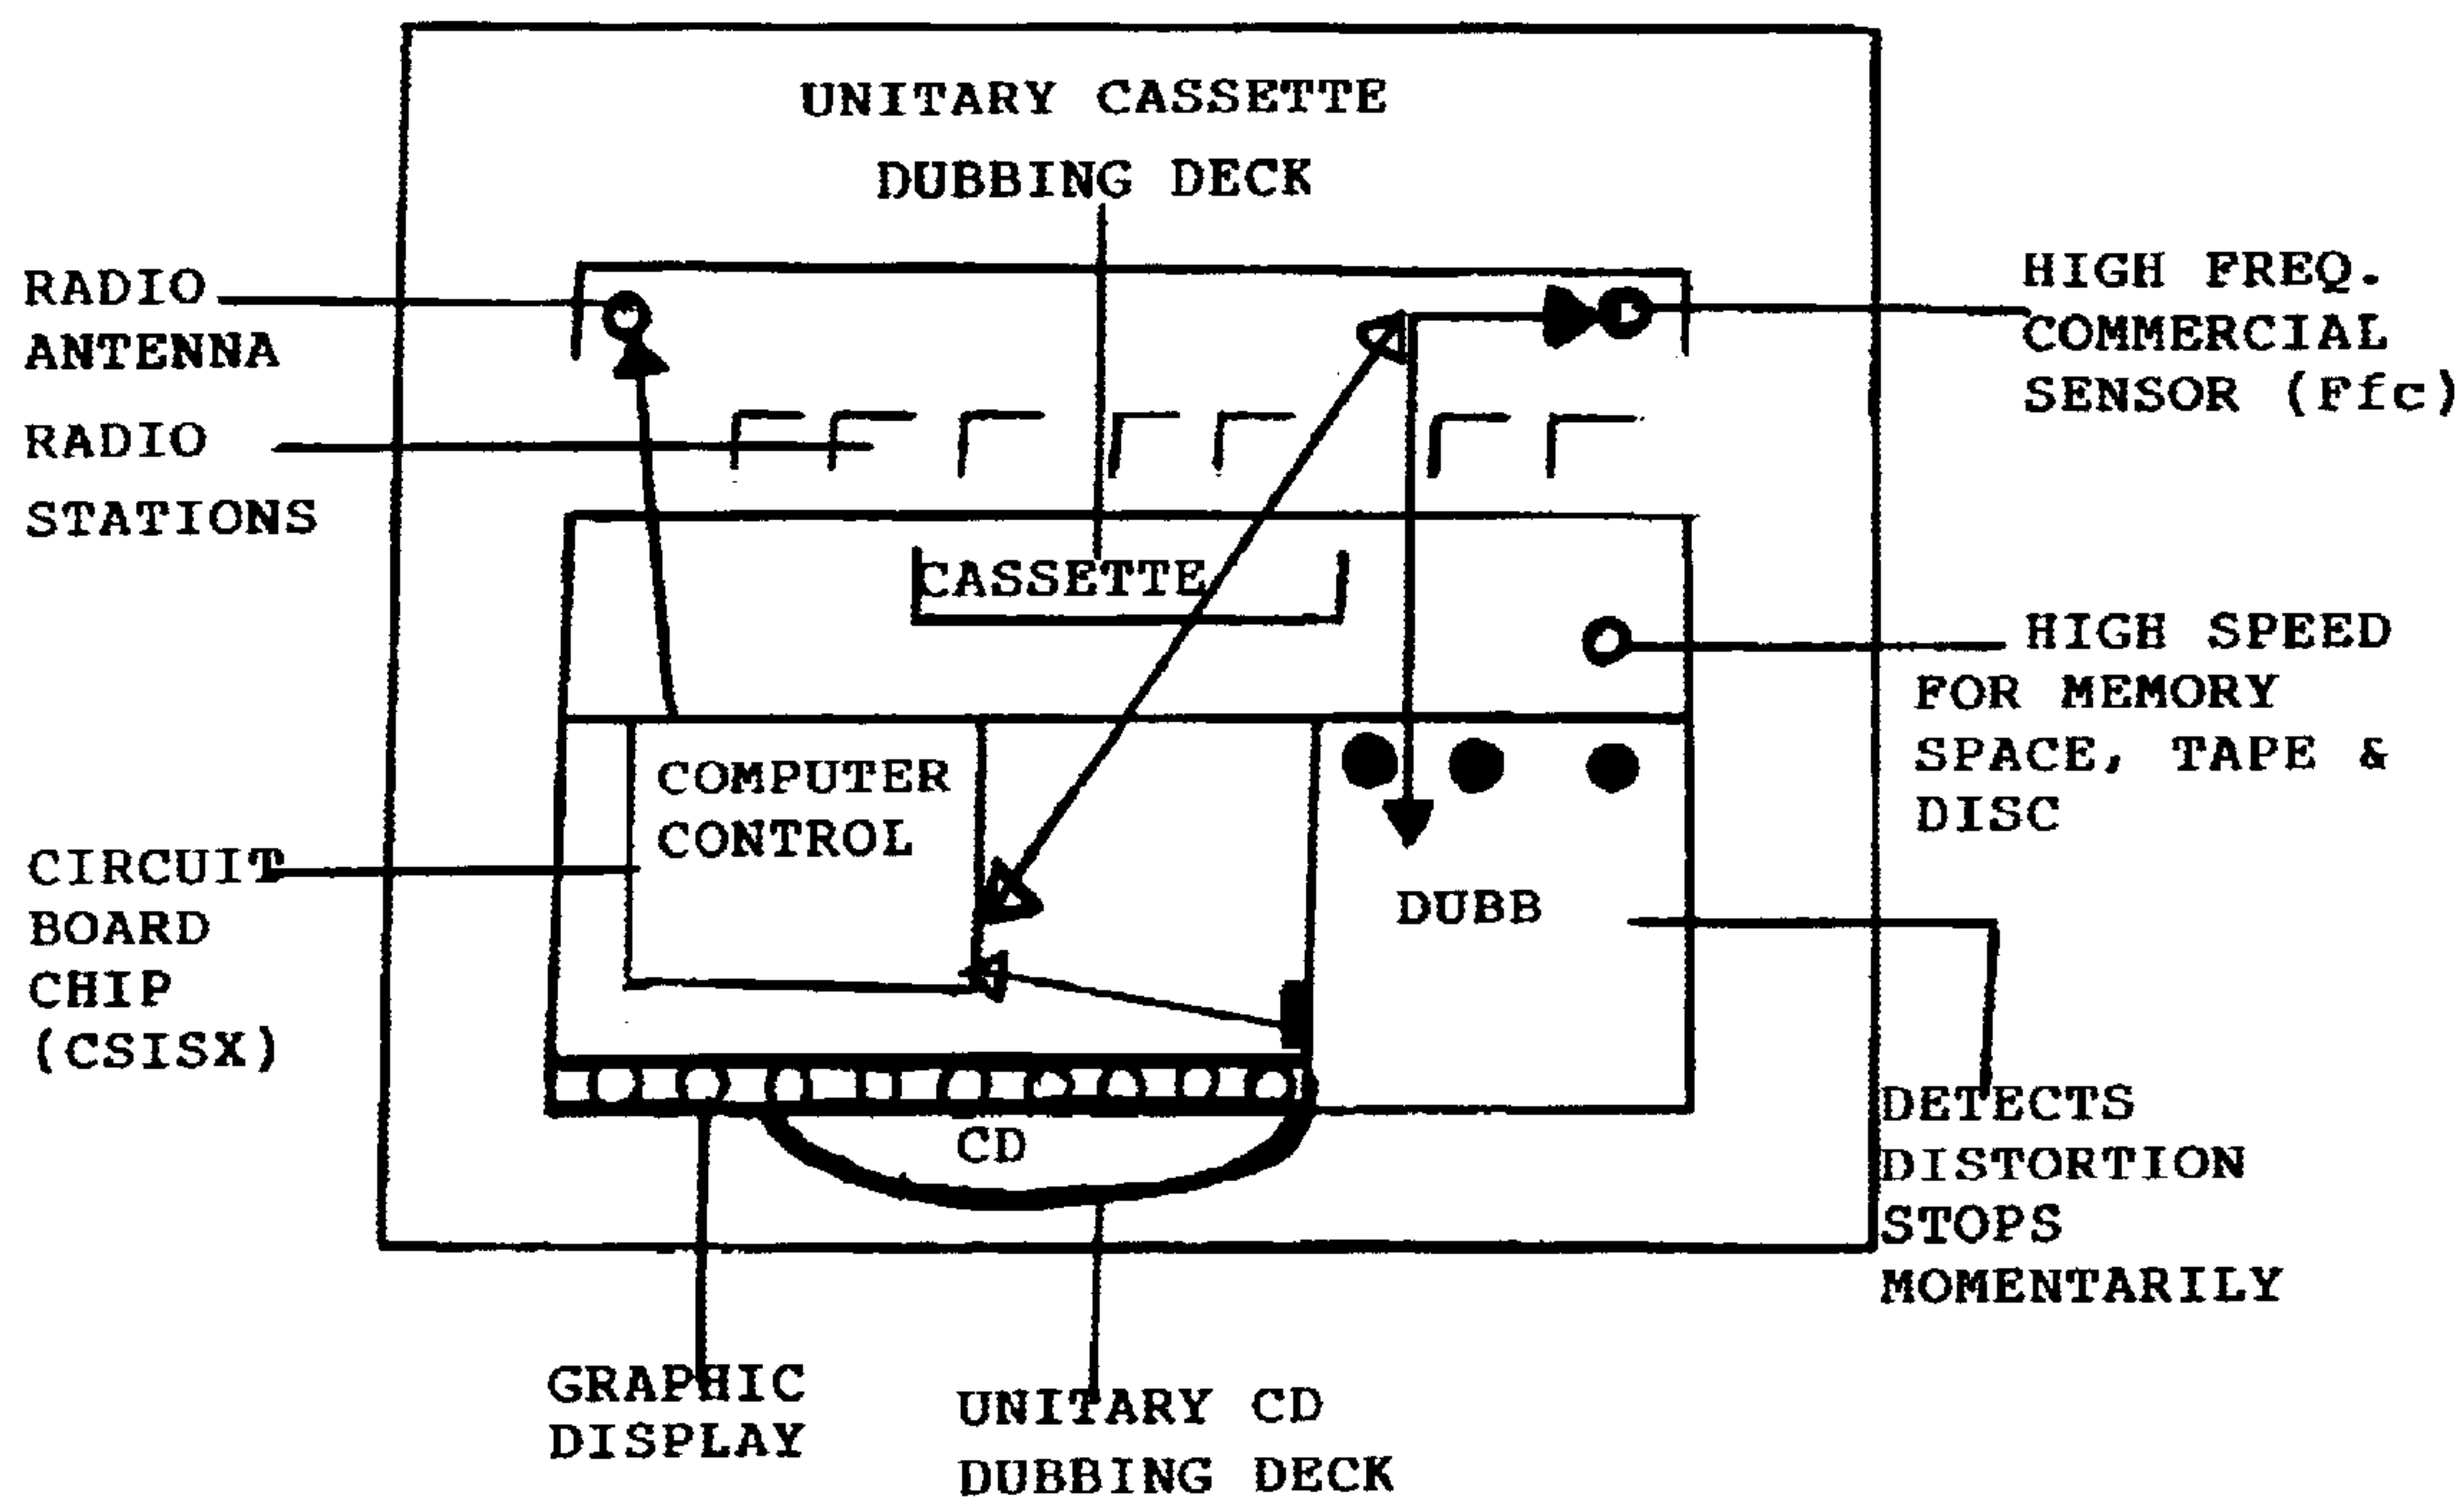 UNITARY CASSETTE
DUBBING DECK
RADIO
ANTENNA
HIGH FREQ.
COMMERCIAL
SENSOR (Ffc)
RADIO
STATIONS
CASSETTE
HIGH SPEED
FOR MEMORY
SPACE, TAPE &
DISC
COMPUTER
CONTROL
CIRCUIT
BOARD
CHIP
(CSISX)
DUBB
DETECTS
DISTORTION
STOPS
MOMENTARILY
CD
GRAPHIC
DISPLAY
UNITARY CD
DUBBING DECK